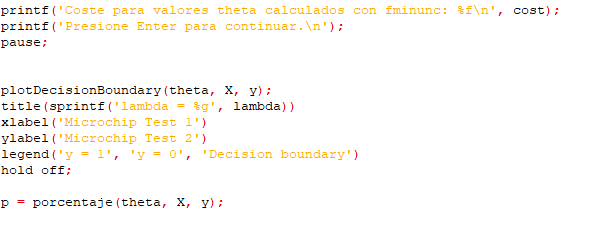 printf('Coste para valores theta calculados con fminunc: %f\n', cost);
printf('Presione Enter para continuar.\n');
pause;
plotDecisionBoundary(theta, X, y);
title(sprintf('lambda = %g', lambda))
xlabel('Microchip Test 1')
ylabel('Microchip Test 2')
legend('y = 1', 'y = 0', 'Decision boundary')
hold off;
p = porcentaje(theta, X, y);